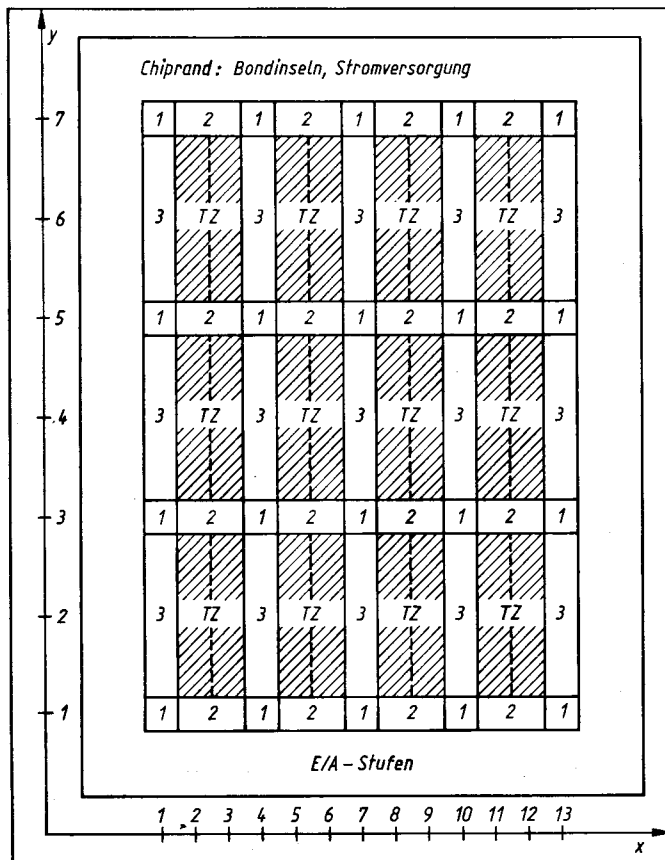 y
Chiprand: Bondinseln, Stromversorgung
7 1 2 1 2 1 2 1 2 1
6 3 TZ 3 TZ 3 TZ 3 TZ 3
5 1 2 1 2 1 2 1 2 1
4 3 TZ 3 TZ 3 TZ 3 TZ 3
3 1 2 1 2 1 2 1 2 1
2 3 TZ 3 TZ 3 TZ 3 TZ 3
1 1 2 1 2 1 2 1 2 1
E/A - Stufen
1 2 3 4 5 6 7 8 9 10 11 12 13
x